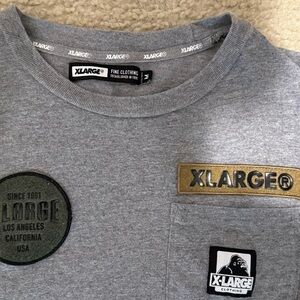 XLARGE® XLARGE® XLARGE® XLARGE®
XLARGE® FINE CLOTHING M
ESTABLISHED IN 1991
SINCE 1991
XLARGE®
LARGE
LOS ANGELES
CALIFORNIA
USA
X-LARGE
CLOTHING